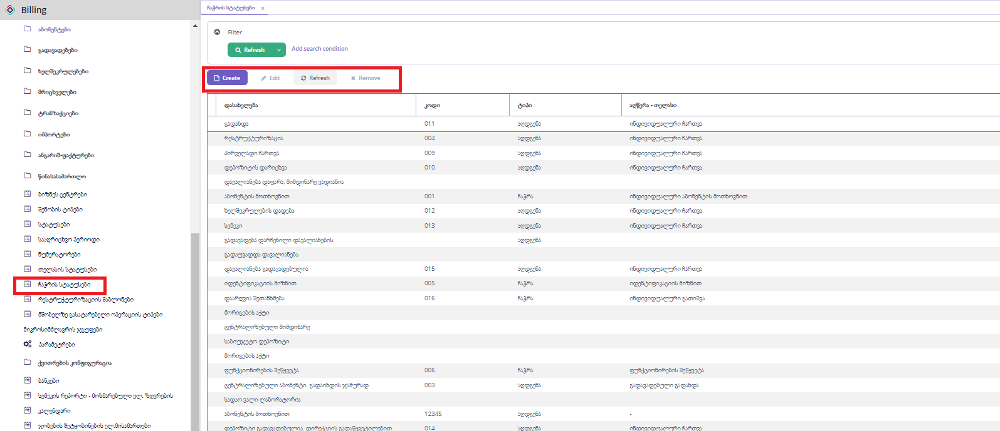 Billing
აბონენტები
გადავადებები
ხელშეკრულებები
მრიცხველები
ტრანზაქციები
იმპორტები
ანგარიშ-ფაქტურები
წინასასამართლო
ბიზნეს ცენტრები
შენობის ტიპები
სტატუსები
სააღრიცხვო პერიოდი
ნუმერატორები
თელასის სტატუსები
ჩაჭრის სტატუსები
რესტრუქტურიზაციის შაბლონები
მშობელზე გასატარებელი ოპერაციის ტიპები
მიკროსიმძლავრის ჯგუფები
პარამეტრები
ქვითრების კონფიგურაცია
ბანკები
სემეკის რეპორტი - მოხმარებული ელ. ზღვრების
კალენდარი
ჯობების შეტყობინების ელ.მისამართები
ჩაჭრის სტატუსები ×
Filter
Refresh Add search condition
Create Edit Refresh Remove
დასახელება კოდი ტიპი აღწერა - თელასი
გადახდა 011 აღდგენა ინდივიდუალური ჩართვა
რესტრუქტურიზაცია 004 აღდგენა ინდივიდუალური ჩართვა
პირველადი ჩართვა 009 აღდგენა ინდივიდუალური ჩართვა
დეპოზიტის დარიცხვა 010 აღდგენა ინდივიდუალური ჩართვა
დავალიანება დაფარა, მიმდინარე ვადიანია
აბონენტის მოთხოვნით 001 ჩაჭრა ინდივიდუალური აბონენტის მოთხოვნით
ხელშეკრულების დადება 012 აღდგენა ინდივიდუალური ჩართვა
სემეკი 013 აღდგენა ინდივიდუალური ჩართვა
გადავადება დარჩენილი დავალიანების აღდგენა
გადაუვადდა დავალიანება
დავალიანება გადავადებულია 015 აღდგენა ინდივიდუალური ჩართვა
იდენტიფიკაციის მიზნით 005 ჩაჭრა იდენტიფიკაციის მიზნით
დაარღვია შეთანხმება 016 ჩაჭრა ინდივიდუალური გათიშვა
მორიგების აქტი
ცენტრალიზებული მიმდინარე
საბიუჯეტო დეპოზიტი
მორიგების აქტი
ფუნქციონირების შეწყვეტა 006 ჩაჭრა ფუნქციონირების შეწყვეტა
ცენტრალიზებული აბონენტი. გადაიხდის ჯამურად 003 აღდგენა გადავადებული გადახდა
სადაო ვალი ლაბორატორია
აბონენტის მოთხოვნით 12345 აღდგენა -
დეპოზიტი გადავადებულია. დირექციის გადაწყვეტილებით 014 აღდგენა ინდივიდუალური ჩართვა